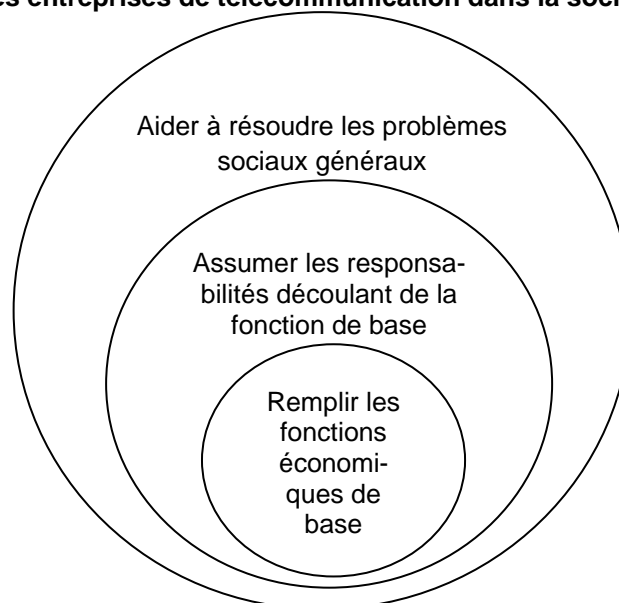 es entreprises de télécommunication dans la soci
Aider à résoudre les problèmes
sociaux généraux
Assumer les responsa-
bilités découlant de la
fonction de base
Remplir les
fonctions
économi-
ques de
base